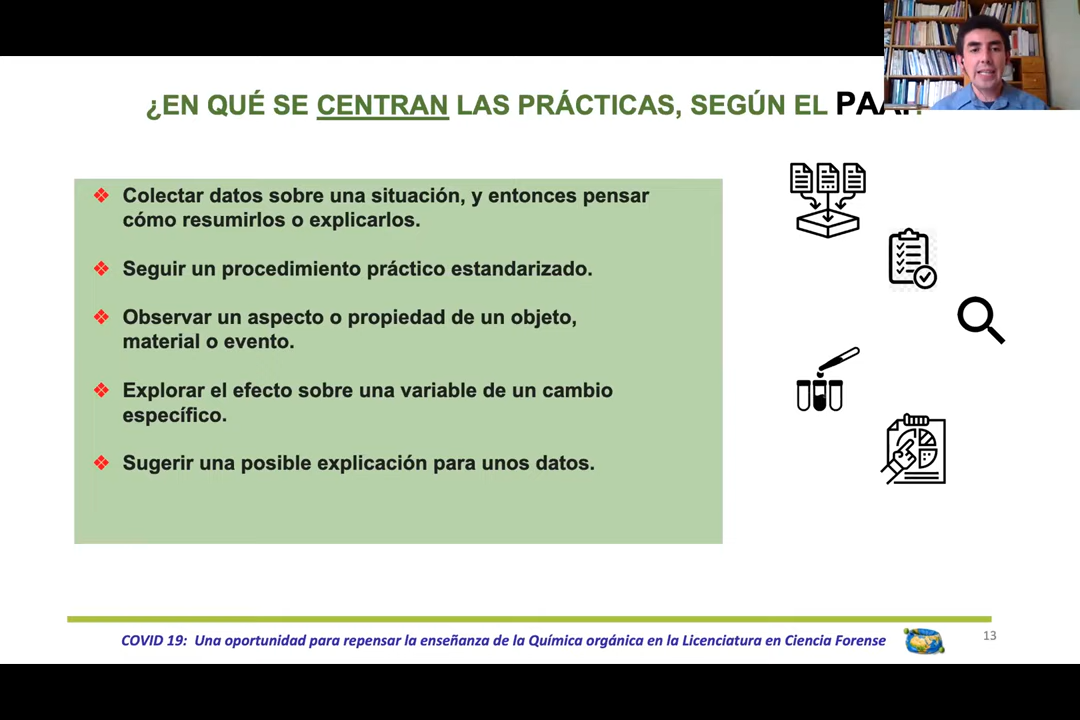 ¿EN QUÉ SE CENTRAN LAS PRÁCTICAS, SEGÚN EL
❖ Colectar datos sobre una situación, y entonces pensar
cómo resumirlos o explicarlos.
❖ Seguir un procedimiento práctico estandarizado.
❖ Observar un aspecto o propiedad de un objeto,
material o evento.
❖ Explorar el efecto sobre una variable de un cambio
específico.
❖ Sugerir una posible explicación para unos datos.
COVID 19: Una oportunidad para repensar la enseñanza de la Química orgánica en la Licenciatura en Ciencia Forense
13